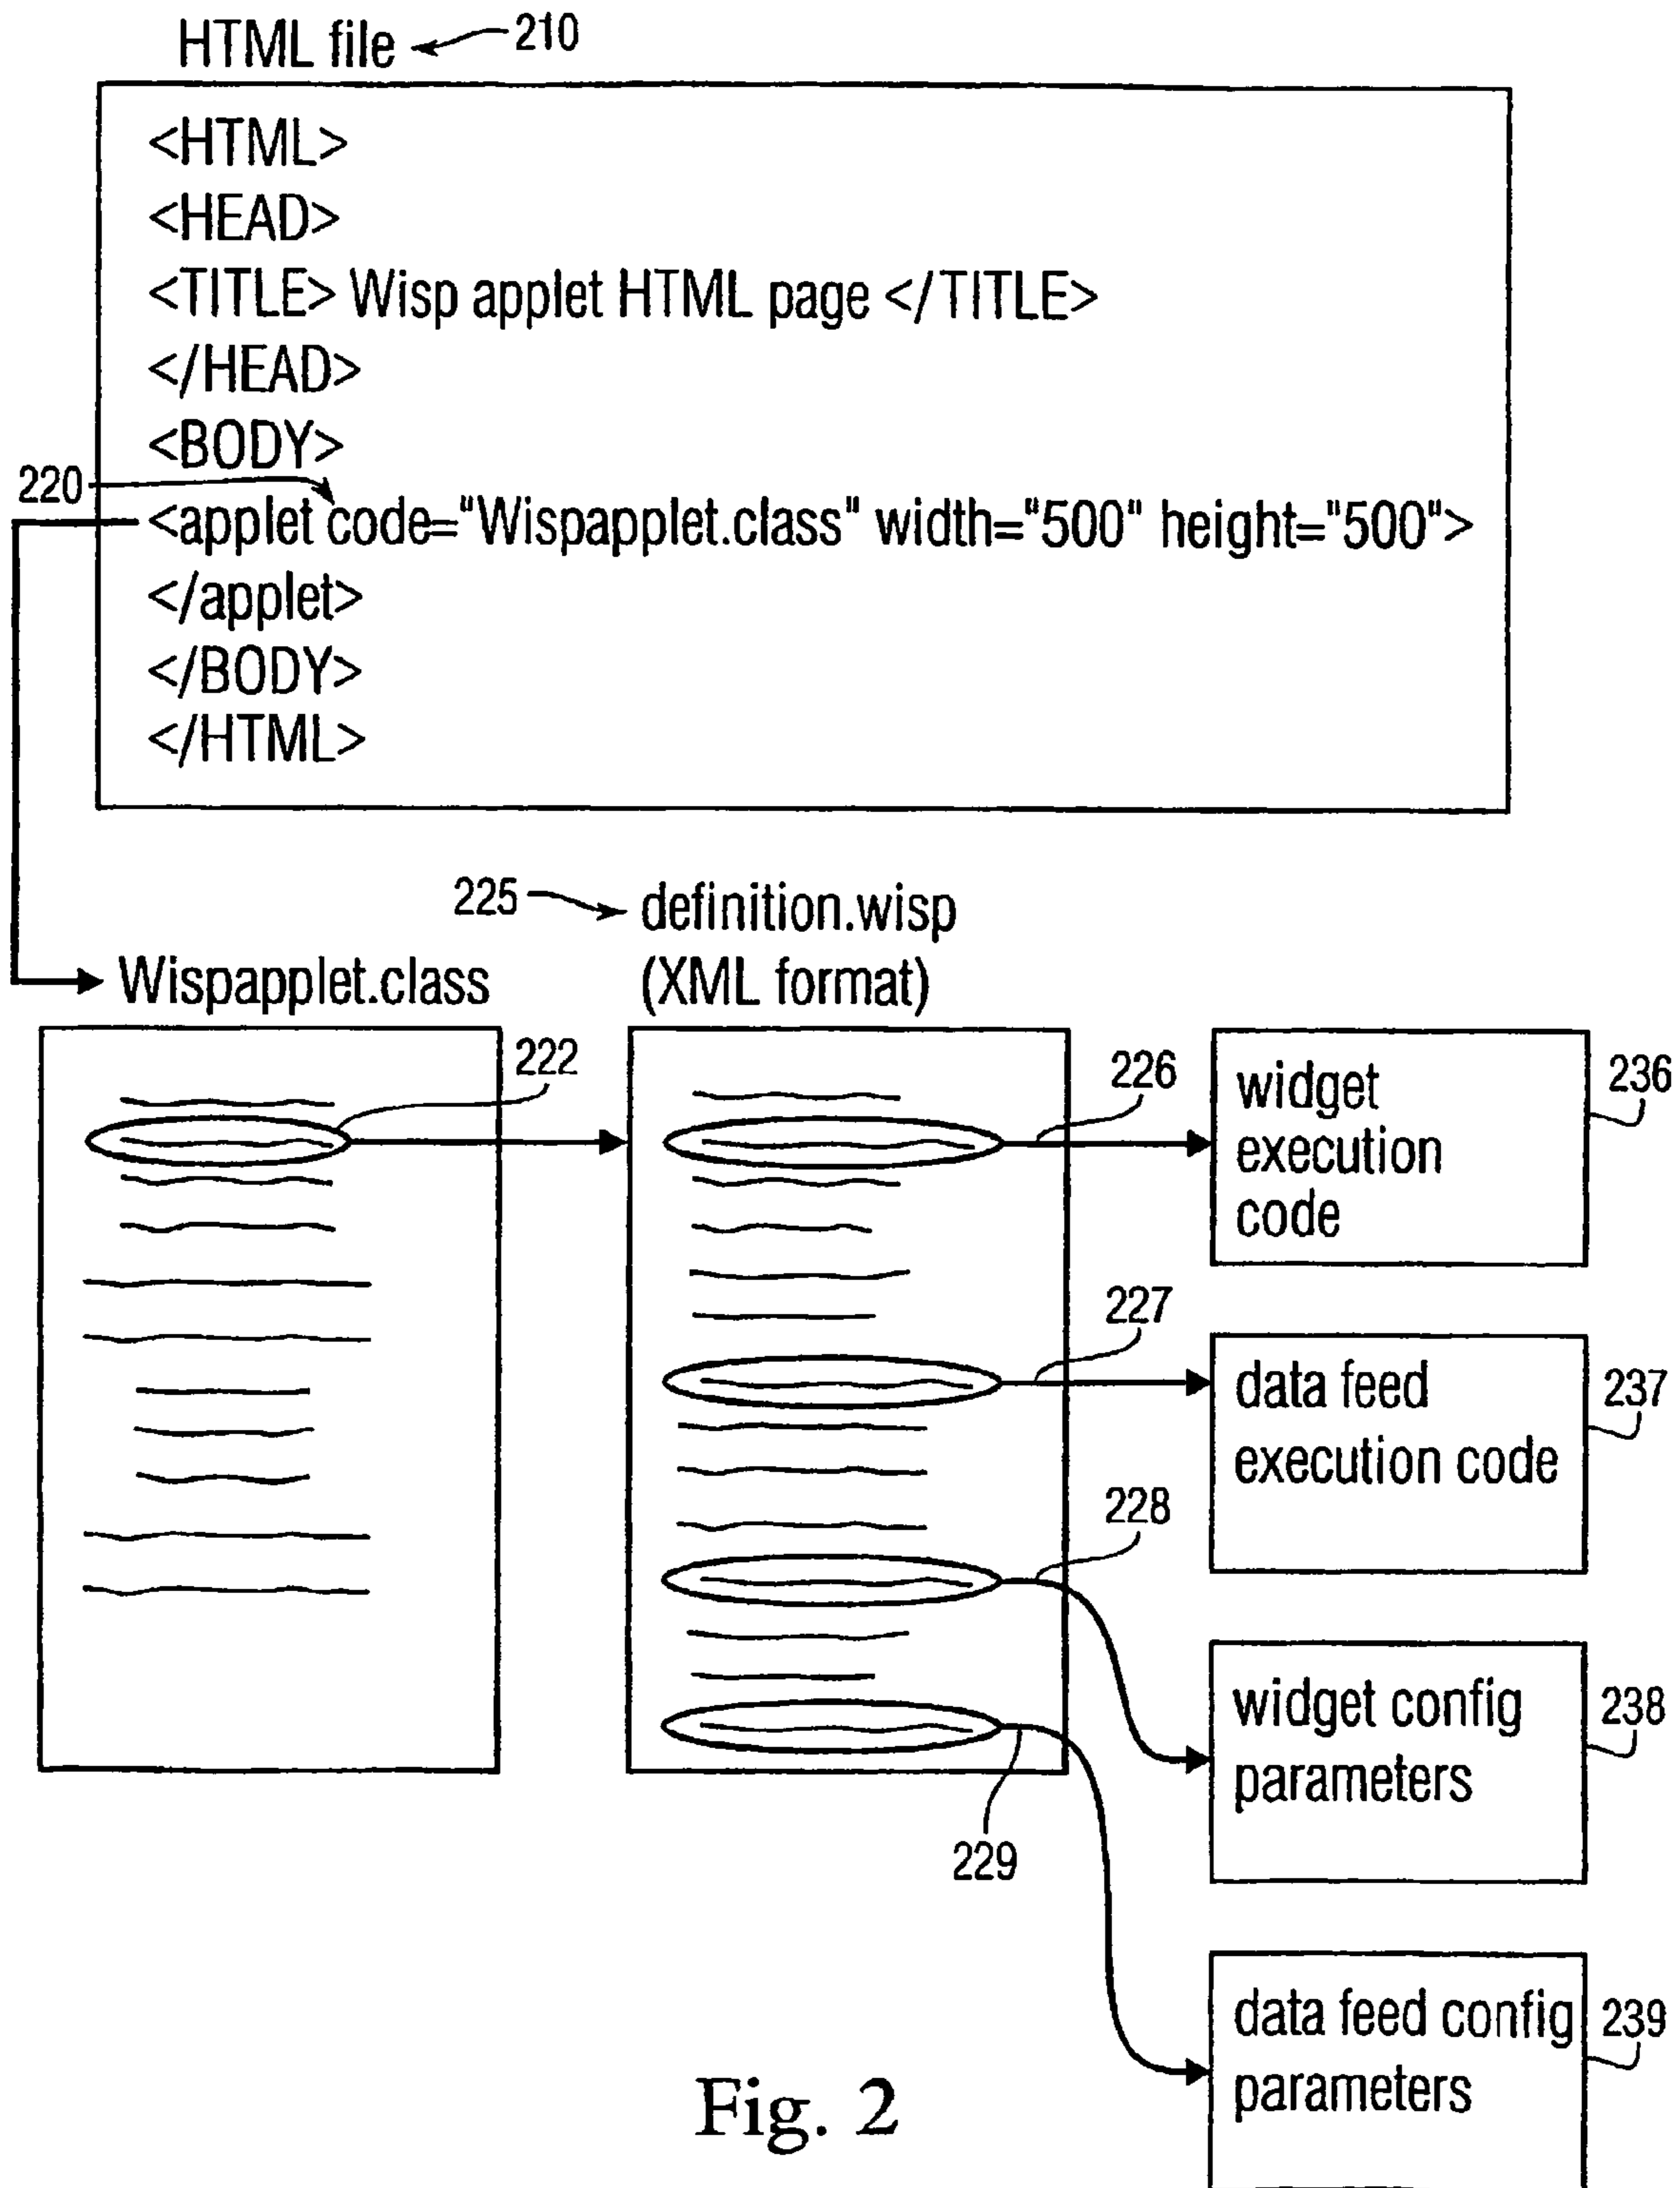 HTML file 210
<HTML>
<HEAD>
<TITLE> Wisp applet HTML page </TITLE>
</HEAD>
<BODY>
220
<applet code="Wispapplet.class" width="500" height="500">
</applet>
</BODY>
</HTML>
225 definition.wisp
(XML format)
Wispapplet.class
222
226
widget
execution
code
236
227
data feed
execution code
237
228
widget config
parameters
238
229
data feed config
parameters
239
Fig. 2